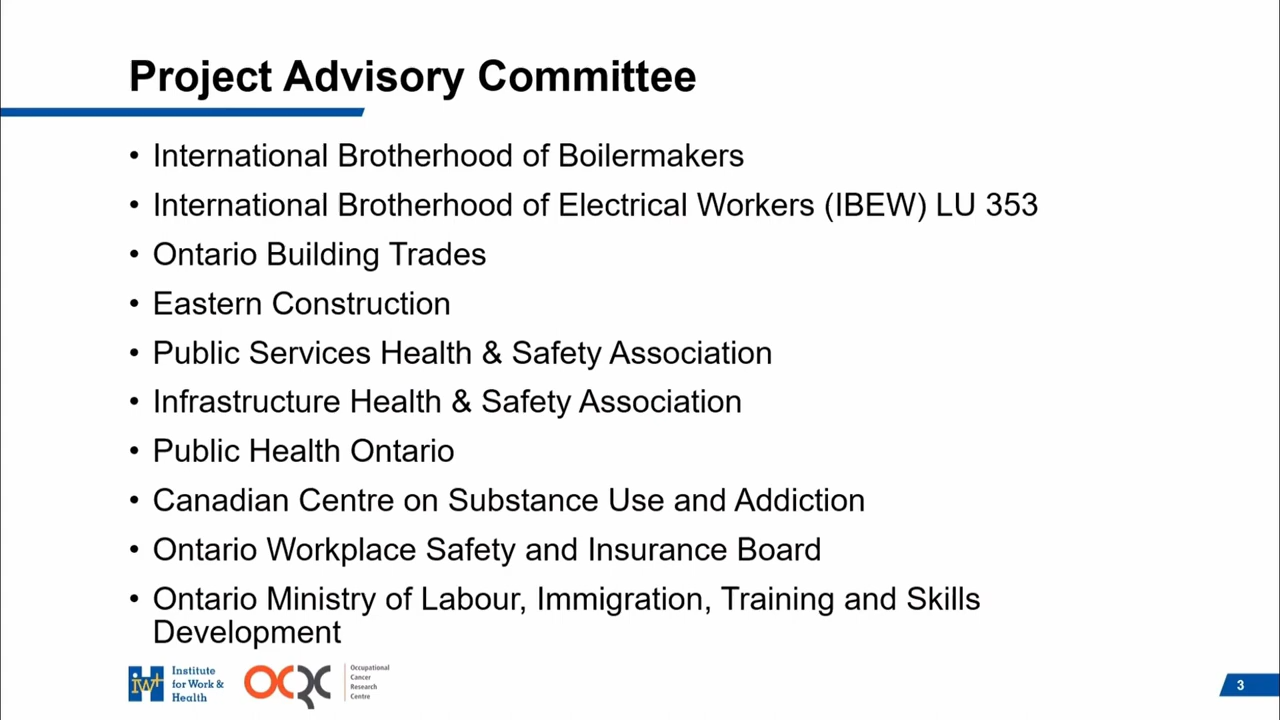 Project Advisory Committee
• International Brotherhood of Boilermakers
• International Brotherhood of Electrical Workers (IBEW) LU 353
• Ontario Building Trades
• Eastern Construction
• Public Services Health & Safety Association
• Infrastructure Health & Safety Association
• Public Health Ontario
• Canadian Centre on Substance Use and Addiction
• Ontario Workplace Safety and Insurance Board
• Ontario Ministry of Labour, Immigration, Training and Skills
Development
iwh
Institute
for Work &
Health
OCRC
Occupational
Cancer
Research
Centre
3